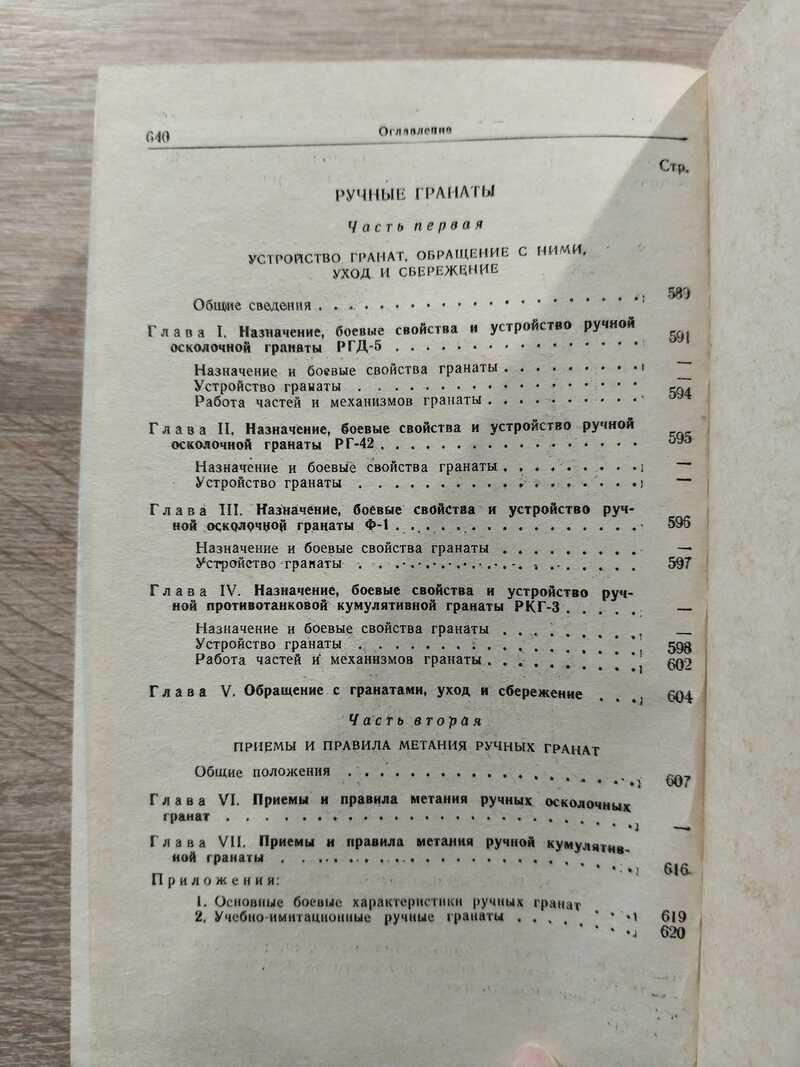 640 Оглавление
Стр.
РУЧНЫЕ ГРАНАТЫ
Часть первая
УСТРОЙСТВО ГРАНАТ, ОБРАЩЕНИЕ С НИМИ,
УХОД И СБЕРЕЖЕНИЕ
Общие сведения . . . . . . . . . . . . . . . . . . 589
Глава I. Назначение, боевые свойства и устройство ручной
осколочной гранаты РГД-5 . . . . . . . . . . . . . . 591
Назначение и боевые свойства гранаты . . . . . . . . . —
Устройство гранаты . . . . . . . . . . . . . . . . —
Работа частей и механизмов гранаты . . . . . . . . . . 594
Глава II. Назначение, боевые свойства и устройство ручной
осколочной гранаты РГ-42 . . . . . . . . . . . . . . 595
Назначение и боевые свойства гранаты . . . . . . . . . —
Устройство гранаты . . . . . . . . . . . . . . . . —
Глава III. Назначение, боевые свойства и устройство руч-
ной осколочной гранаты Ф-1 . . . . . . . . . . . . . 596
Назначение и боевые свойства гранаты . . . . . . . . . —
Устройство гранаты . . . . . . . . . . . . . . . . 597
Глава IV. Назначение, боевые свойства и устройство руч-
ной противотанковой кумулятивной гранаты РКГ-3 . . . . . —
Назначение и боевые свойства гранаты . . . . . . . . . —
Устройство гранаты . . . . . . . . . . . . . . . . 598
Работа частей и механизмов гранаты . . . . . . . . . . 602
Глава V. Обращение с гранатами, уход и сбережение . . . 604
Часть вторая
ПРИЕМЫ И ПРАВИЛА МЕТАНИЯ РУЧНЫХ ГРАНАТ
Общие положения . . . . . . . . . . . . . . . . . 607
Глава VI. Приемы и правила метания ручных осколочных
гранат . . . . . . . . . . . . . . . . . . . . . —
Глава VII. Приемы и правила метания ручной кумулятив-
ной гранаты . . . . . . . . . . . . . . . . . . . 616
Приложения:
1. Основные боевые характеристики ручных гранат . . 619
2. Учебно-имитационные ручные гранаты . . . . . . . 620